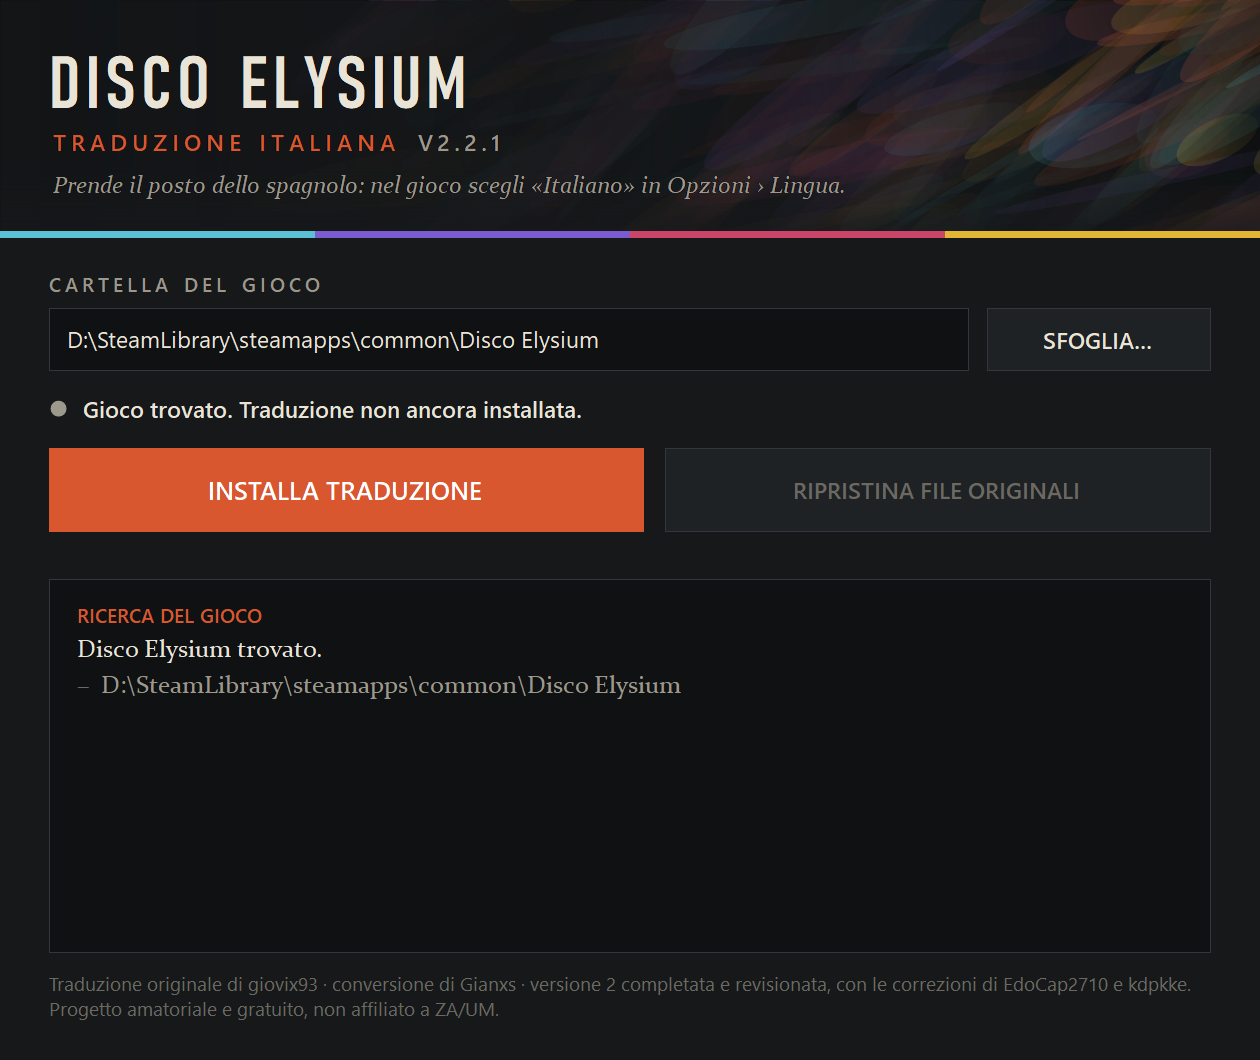 DISCO ELYSIUM
TRADUZIONE ITALIANA V2.2.1
Prende il posto dello spagnolo: nel gioco scegli «Italiano» in Opzioni › Lingua.
CARTELLA DEL GIOCO
D:\SteamLibrary\steamapps\common\Disco Elysium
SFOGLIA...
Gioco trovato. Traduzione non ancora installata.
INSTALLA TRADUZIONE
RIPRISTINA FILE ORIGINALI
RICERCA DEL GIOCO
Disco Elysium trovato.
– D:\SteamLibrary\steamapps\common\Disco Elysium
Traduzione originale di giovix93 · conversione di Gianxs · versione 2 completata e revisionata, con le correzioni di EdoCap2710 e kdpkke.
Progetto amatoriale e gratuito, non affiliato a ZA/UM.